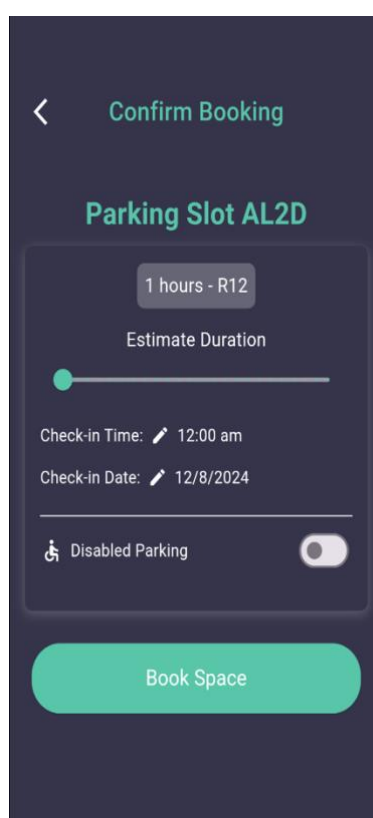 Confirm Booking
Parking Slot AL2D
1 hours - R12
Estimate Duration
Check-in Time: 12:00 am
Check-in Date: 12/8/2024
Disabled Parking
Book Space